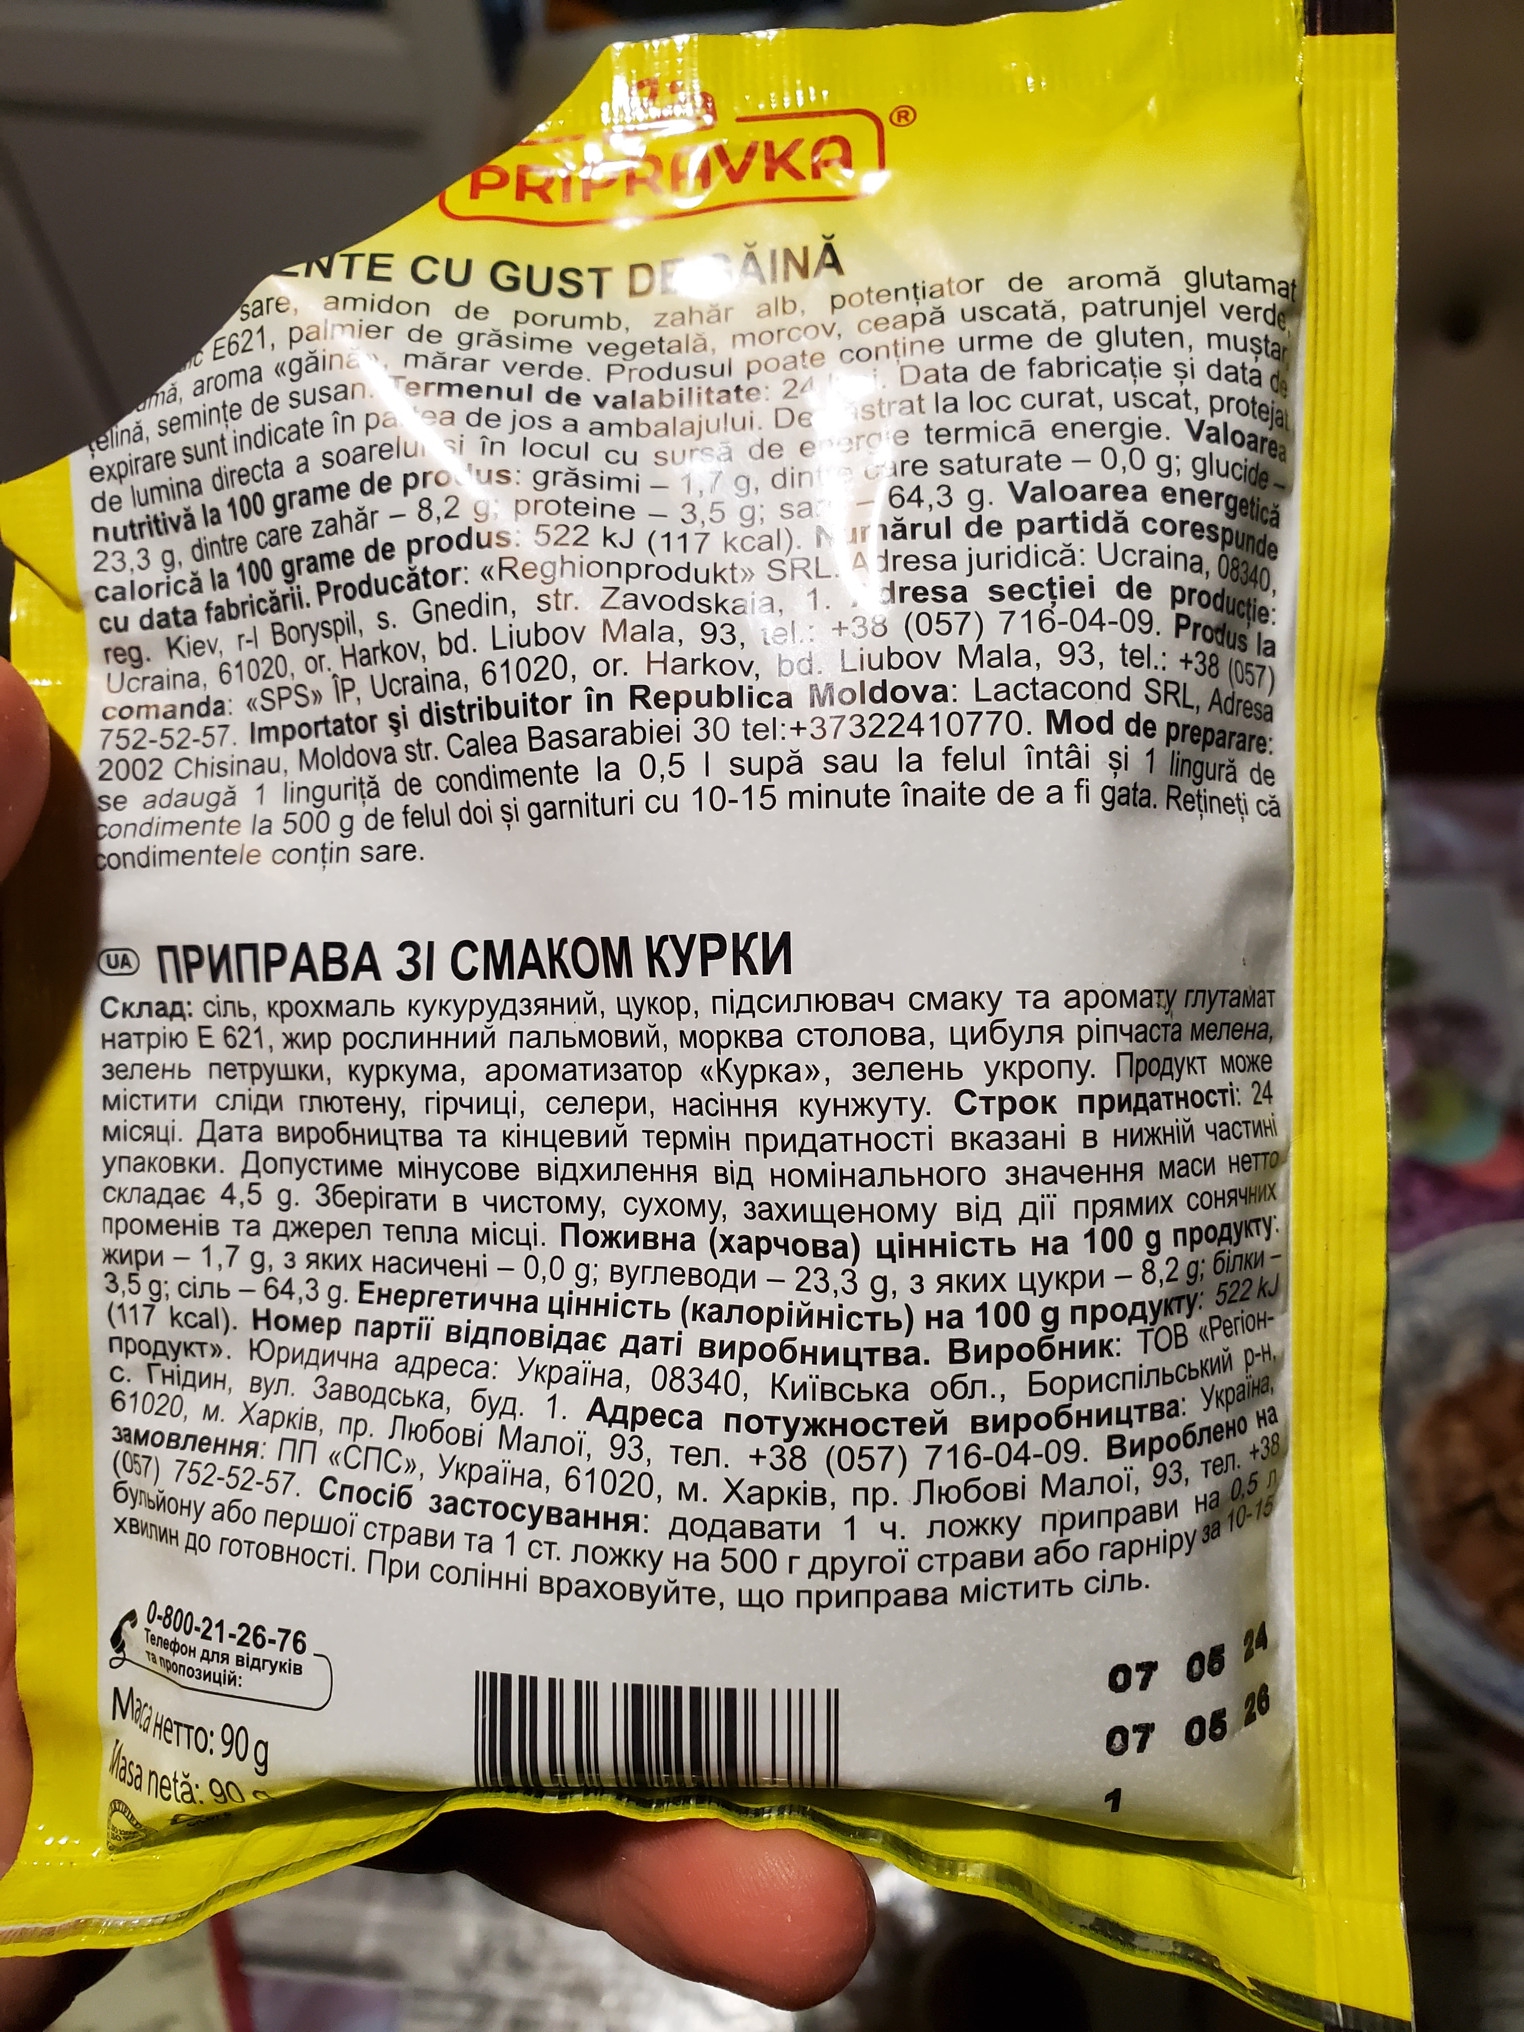 PRIPRAVKA ®
CU GUST DE GĂINĂ
sare, amidon de porumb, zahăr alb, potențiator de aromă glutamat
E621, palmier de grăsime vegetală, morcov, ceapă uscată, patrunjel verde,
aroma «găină», mărar verde. Produsul poate conține urme de gluten, muștar,
țelină, semințe de susan. Termenul de valabilitate: 24 Data de fabricație și data de
expirare sunt indicate în partea de jos a ambalajului. De la loc curat, uscat, protejat
de lumina directa a soarelui si în locul cu sursă de energie termică energie. Valoarea
nutritivă la 100 grame de produs: grăsimi – 1,7 g, dintre care saturate – 0,0 g; glucide –
23,3 g, dintre care zahăr – 8,2 g; proteine – 3,5 g; sare – 64,3 g. Valoarea energetică
calorică la 100 grame de produs: 522 kJ (117 kcal). Numărul de partidă corespunde
cu data fabricării. Producător: «Reghionprodukt» SRL. Adresa juridică: Ucraina, 08340,
reg. Kiev, r-l Boryspil, s. Gnedin, str. Zavodskaia, 1. Adresa secției de producție:
Ucraina, 61020, or. Harkov, bd. Liubov Mala, 93, tel.: +38 (057) 716-04-09. Produs la
comanda: «SPS» ÎP, Ucraina, 61020, or. Harkov, bd. Liubov Mala, 93, tel.: +38 (057)
752-52-57. Importator şi distribuitor în Republica Moldova: Lactacond SRL, Adresa
2002 Chisinau, Moldova str. Calea Basarabiei 30 tel:+37322410770. Mod de preparare:
se adaugă 1 linguriță de condimente la 0,5 l supă sau la felul întâi și 1 lingură de
condimente la 500 g de felul doi și garnituri cu 10-15 minute înaite de a fi gata. Rețineți că
condimentele conțin sare.
UA ПРИПРАВА ЗІ СМАКОМ КУРКИ
Склад: сіль, крохмаль кукурудзяний, цукор, підсилювач смаку та аромату глутамат
натрію Е 621, жир рослинний пальмовий, морква столова, цибуля ріпчаста мелена,
зелень петрушки, куркума, ароматизатор «Курка», зелень укропу. Продукт може
містити сліди глютену, гірчиці, селери, насіння кунжуту. Строк придатності: 24
місяці. Дата виробництва та кінцевий термін придатності вказані в нижній частині
упаковки. Допустиме мінусове відхилення від номінального значення маси нетто
складає 4,5 g. Зберігати в чистому, сухому, захищеному від дії прямих сонячних
променів та джерел тепла місці. Поживна (харчова) цінність на 100 g продукту:
жири – 1,7 g, з яких насичені – 0,0 g; вуглеводи – 23,3 g, з яких цукри – 8,2 g; білки –
3,5 g; сіль – 64,3 g. Енергетична цінність (калорійність) на 100 g продукту: 522 kJ
(117 kcal). Номер партії відповідає даті виробництва. Виробник: ТОВ «Регіон-
продукт». Юридична адреса: Україна, 08340, Київська обл., Бориспільський р-н,
с. Гнідин, вул. Заводська, буд. 1. Адреса потужностей виробництва: Україна,
61020, м. Харків, пр. Любові Малої, 93, тел. +38 (057) 716-04-09. Вироблено на
замовлення: ПП «СПС», Україна, 61020, м. Харків, пр. Любові Малої, 93, тел. +38
(057) 752-52-57. Спосіб застосування: додавати 1 ч. ложку приправи на 0,5 л
бульйону або першої страви та 1 ст. ложку на 500 г другої страви або гарніру за 10-15
хвилин до готовності. При солінні враховуйте, що приправа містить сіль.
0-800-21-26-76
Телефон для відгуків
та пропозицій:
Маса нетто: 90 g
Masa netă: 90 g
07 05 24
07 05 26
1